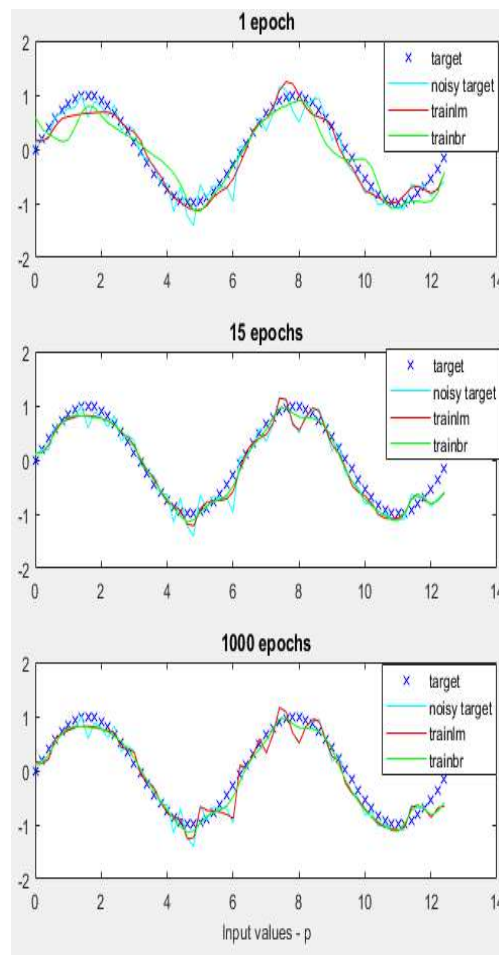 1 epoch
2
1
0
-1
-2
0 2 4 6 8 10 12 14
target
noisy target
trainlm
trainbr
15 epochs
2
1
0
-1
-2
0 2 4 6 8 10 12 14
target
noisy target
trainlm
trainbr
1000 epochs
2
1
0
-1
-2
0 2 4 6 8 10 12 14
target
noisy target
trainlm
trainbr
Input values - p